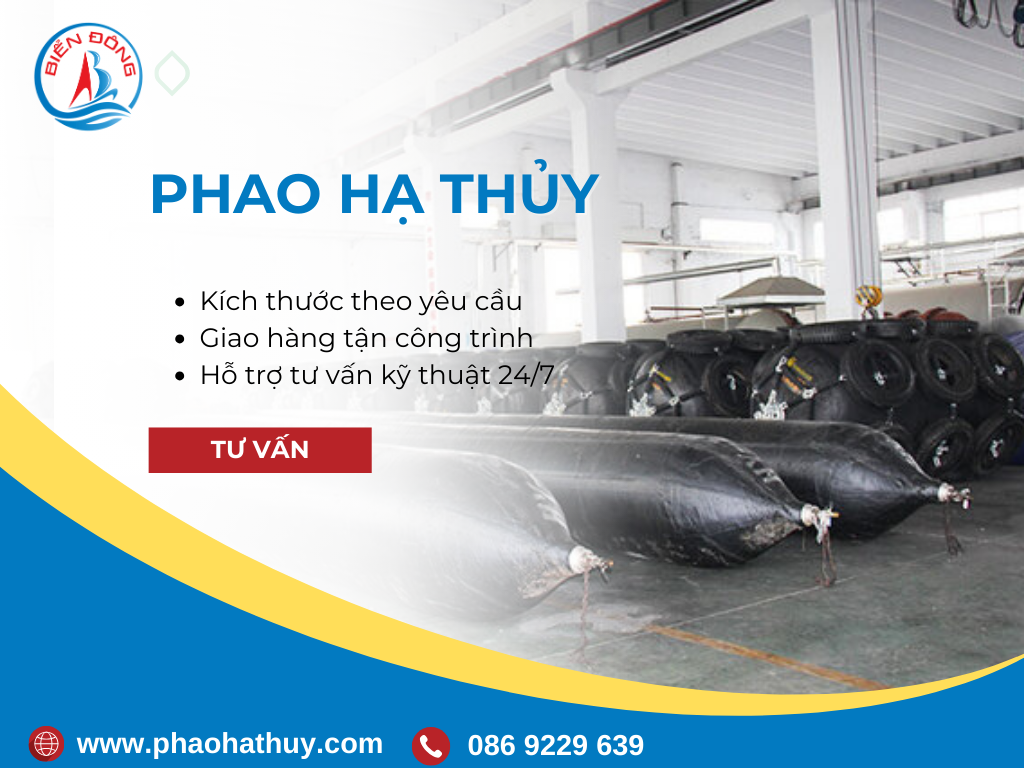 BIỂN ĐÔNG
PHAO HẠ THỦY
Kích thước theo yêu cầu
Giao hàng tận công trình
Hỗ trợ tư vấn kỹ thuật 24/7
TƯ VẤN
www.phaohathuy.com
086 9229 639